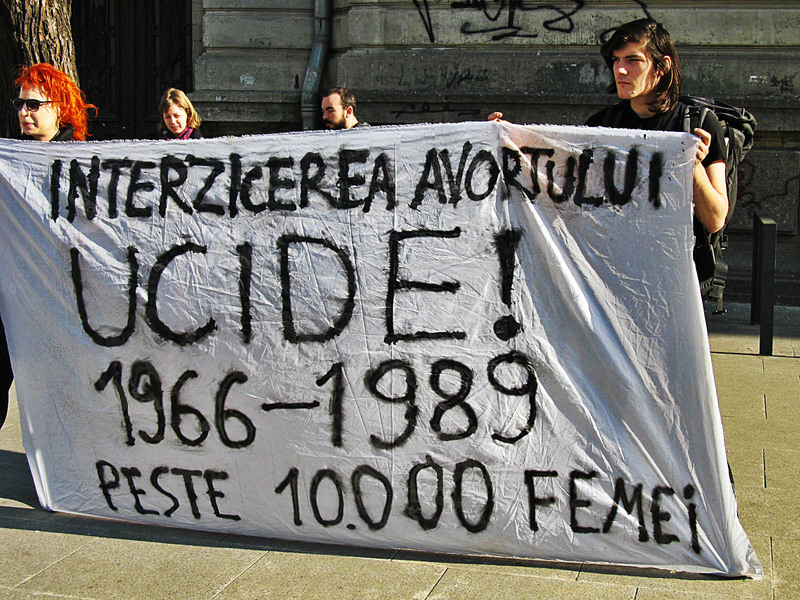 INTERZICEREA AVORTULUI
UCIDE!
1966-1989
PESTE 10.000 FEMEi